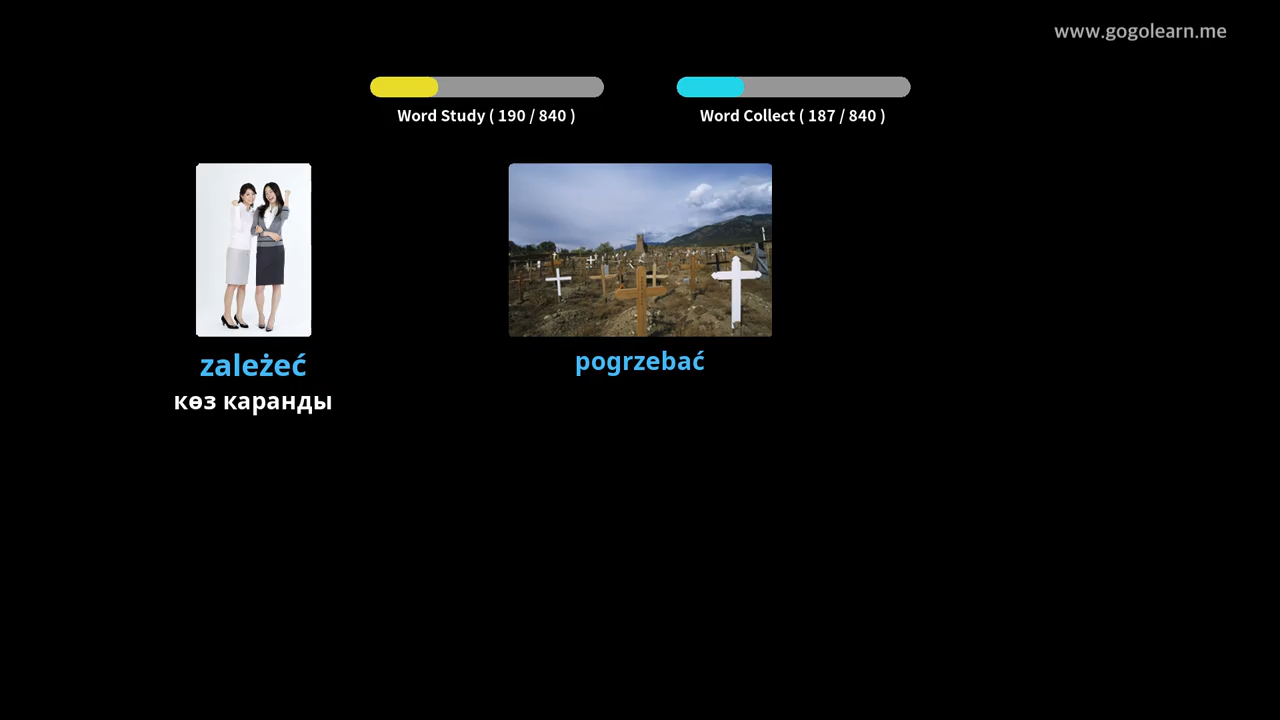 www.gogolearn.me
Word Study ( 190 / 840 )
Word Collect ( 187 / 840 )
zależeć
көз каранды
pogrzebać